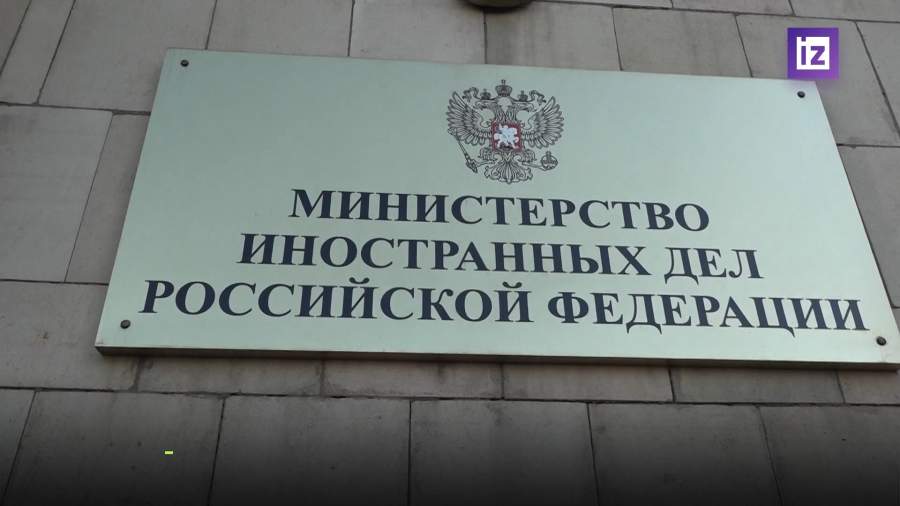 iz
МИНИСТЕРСТВО
ИНОСТРАННЫХ ДЕЛ
РОССИЙСКОЙ ФЕДЕРАЦИИ